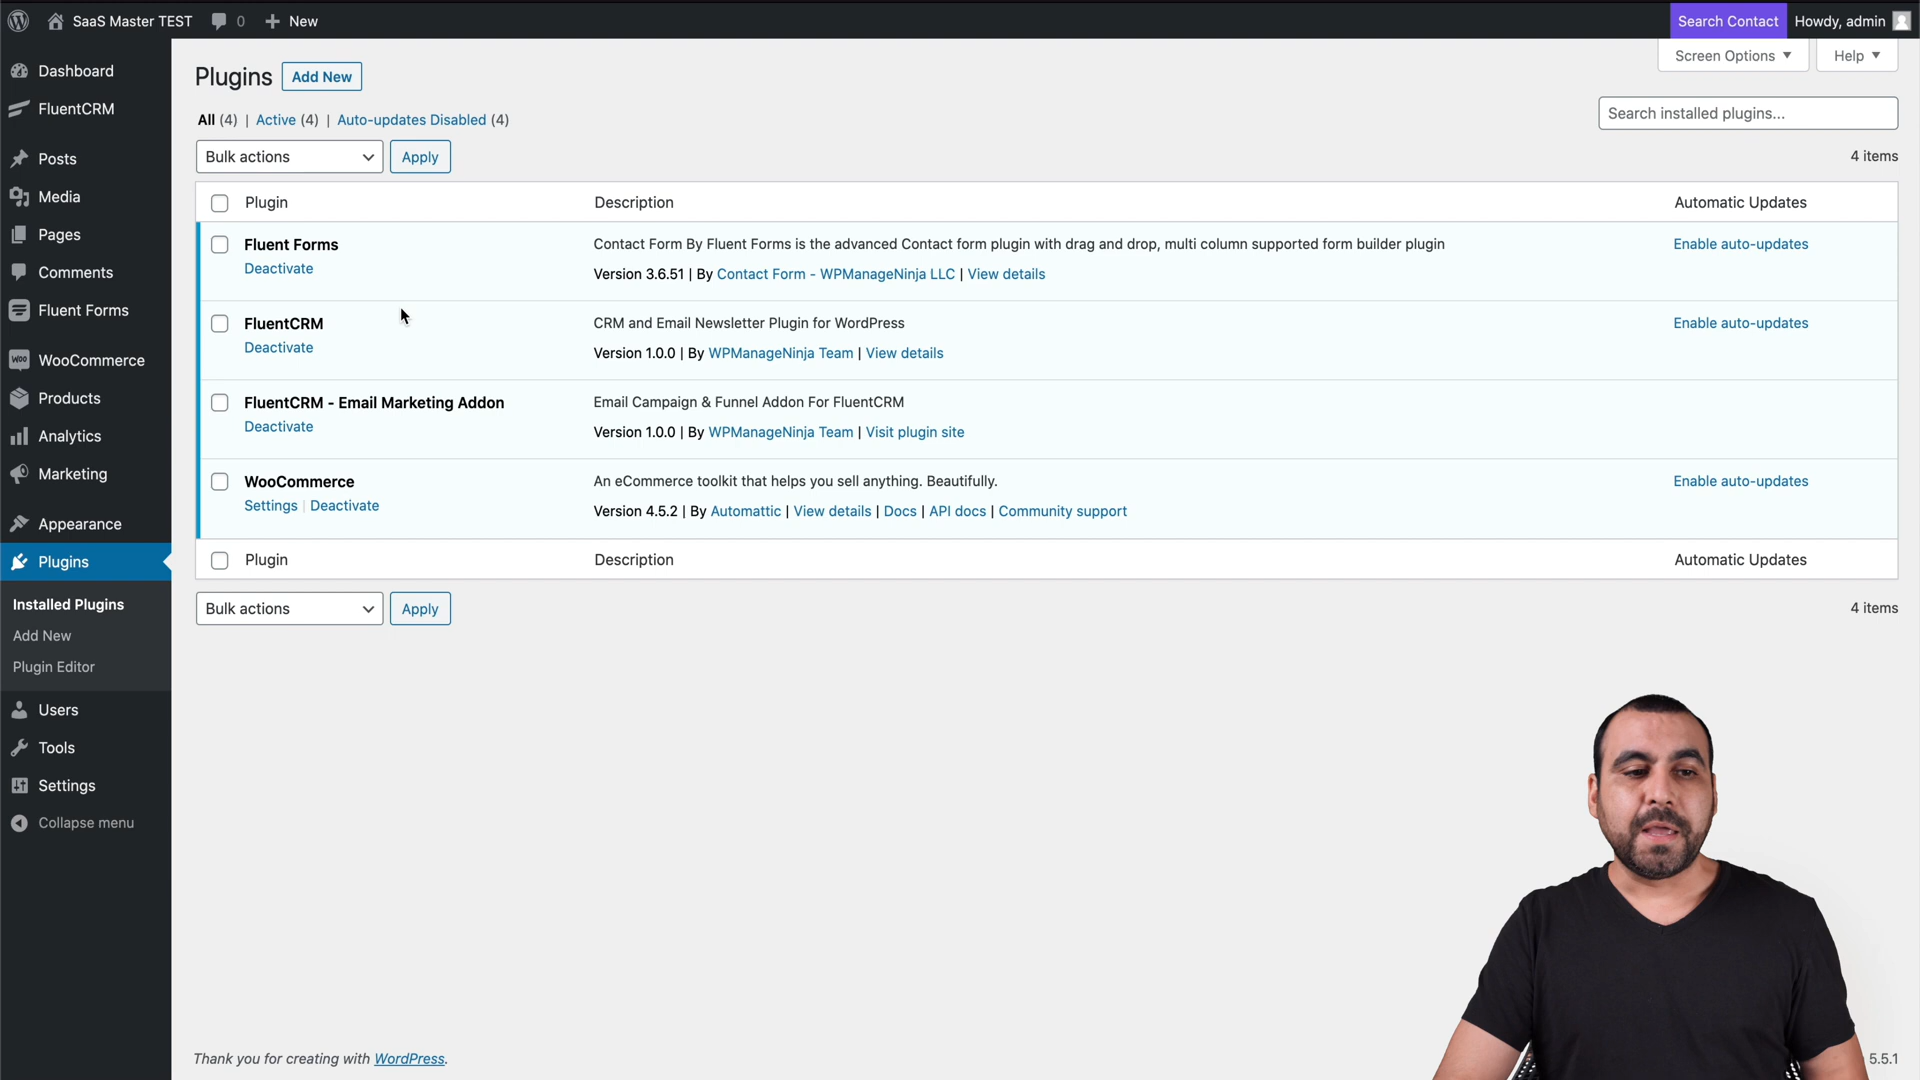 SaaS Master TEST 0 New Search Contact Howdy, admin
Screen Options Help
Dashboard
FluentCRM
Posts
Media
Pages
Comments
Fluent Forms
WooCommerce
Products
Analytics
Marketing
Appearance
Plugins
Installed Plugins
Add New
Plugin Editor
Users
Tools
Settings
Collapse menu
Plugins Add New
All (4) | Active (4) | Auto-updates Disabled (4)
Search installed plugins...
Bulk actions Apply 4 items
Plugin Description Automatic Updates
Fluent Forms Contact Form By Fluent Forms is the advanced Contact form plugin with drag and drop, multi column supported form builder plugin Enable auto-updates
Deactivate Version 3.6.51 | By Contact Form - WPManageNinja LLC | View details
FluentCRM CRM and Email Newsletter Plugin for WordPress Enable auto-updates
Deactivate Version 1.0.0 | By WPManageNinja Team | View details
FluentCRM - Email Marketing Addon Email Campaign & Funnel Addon For FluentCRM
Deactivate Version 1.0.0 | By WPManageNinja Team | Visit plugin site
WooCommerce An eCommerce toolkit that helps you sell anything. Beautifully. Enable auto-updates
Settings | Deactivate Version 4.5.2 | By Automattic | View details | Docs | API docs | Community support
Plugin Description Automatic Updates
Bulk actions Apply 4 items
Thank you for creating with WordPress. 5.5.1